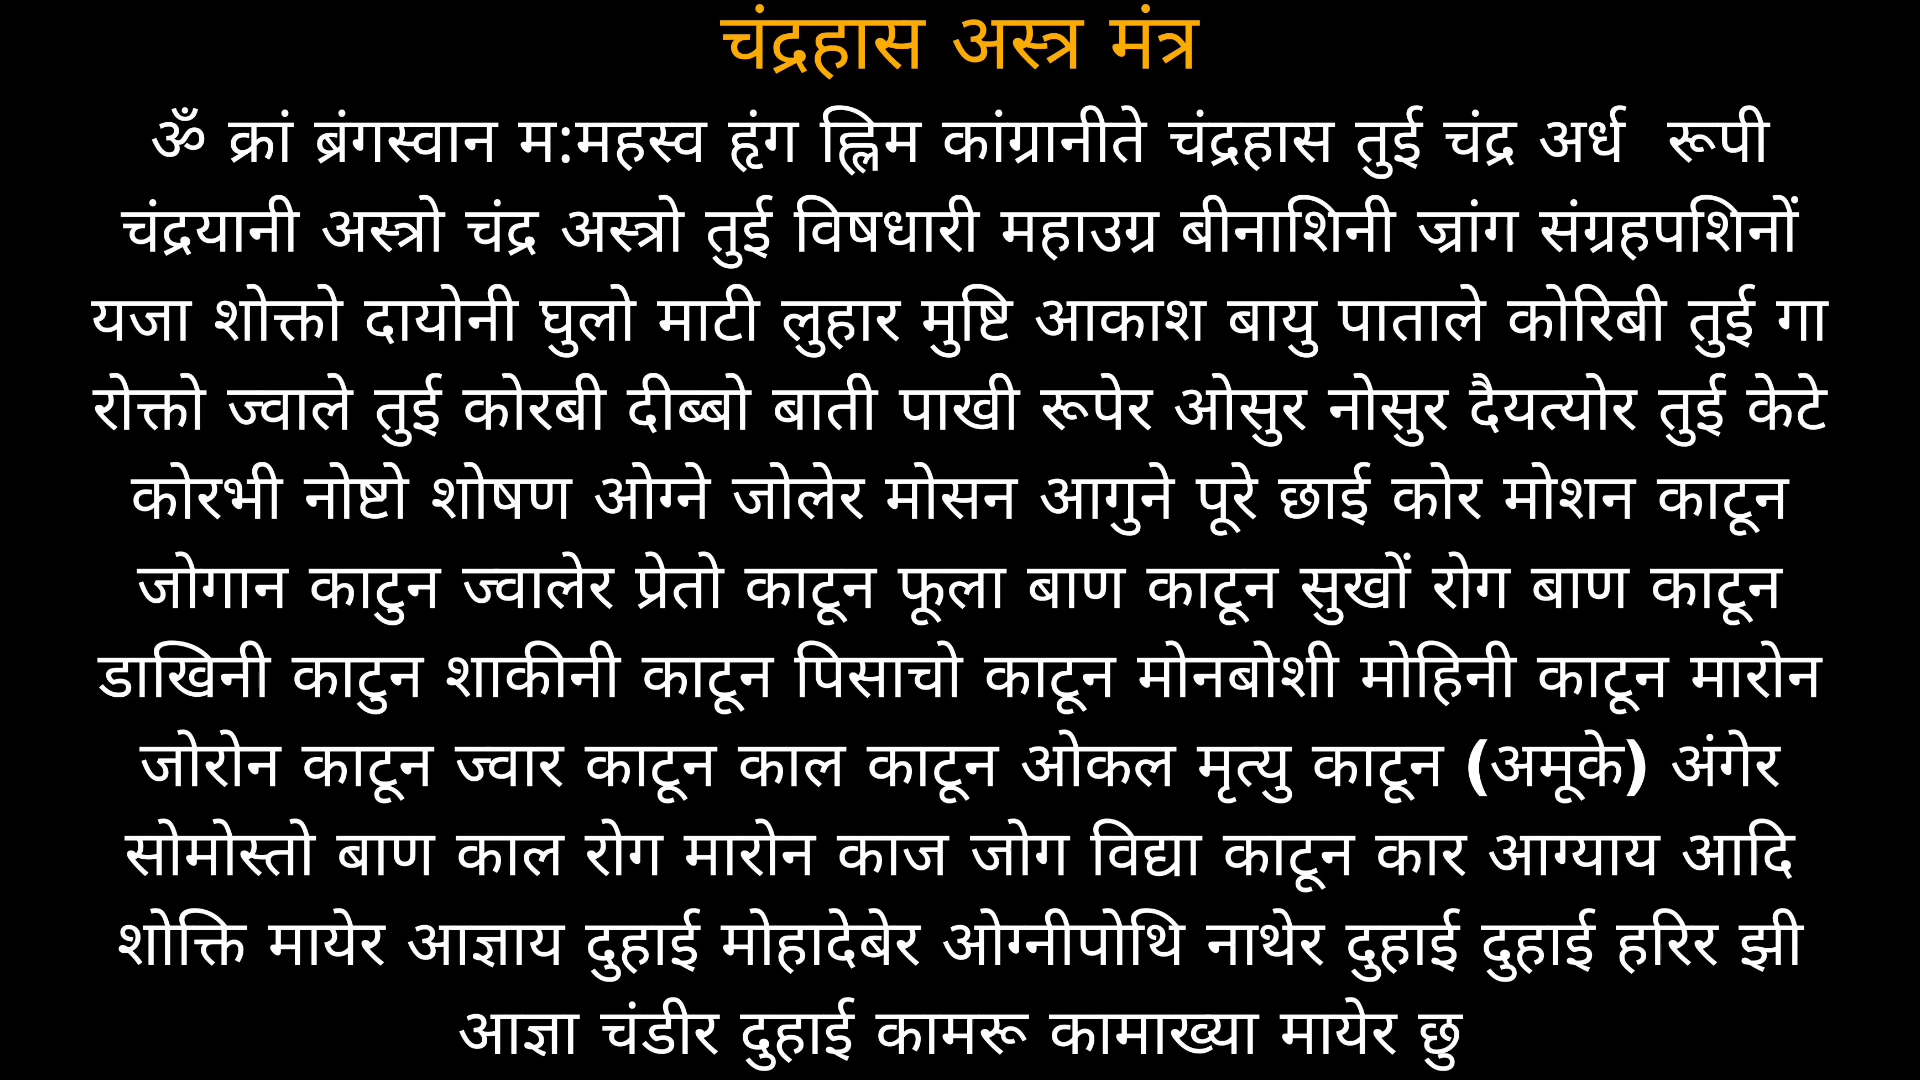 चंद्रहास अस्त्र मंत्र
ॐ क्रां ब्रंगस्वान म:महस्व हृंग ह्लिम कांग्रानीते चंद्रहास तुई चंद्र अर्ध रूपी
चंद्रयानी अस्त्रो चंद्र अस्त्रो तुई विषधारी महाउग्र बीनाशिनी ज्रांग संग्रहपशिनों
यजा शोक्तो दायोनी घुलो माटी लुहार मुष्टि आकाश बायु पाताले कोरिबी तुई गा
रोक्तो ज्वाले तुई कोरबी दीब्बो बाती पाखी रूपेर ओसुर नोसुर दैयत्योर तुई केटे
कोरभी नोष्टो शोषण ओग्ने जोलेर मोसन आगुने पूरे छाई कोर मोशन काटून
जोगान काटुन ज्वालेर प्रेतो काटून फूला बाण काटून सुखों रोग बाण काटून
डाखिनी काटुन शाकीनी काटून पिसाचो काटून मोनबोशी मोहिनी काटून मारोन
जोरोन काटून ज्वार काटून काल काटून ओकल मृत्यु काटून (अमूके) अंगेर
सोमोस्तो बाण काल रोग मारोन काज जोग विद्या काटून कार आग्याय आदि
शोक्ति मायेर आज्ञाय दुहाई मोहादेबेर ओग्नीपोथि नाथेर दुहाई दुहाई हरिर झी
आज्ञा चंडीर दुहाई कामरू कामाख्या मायेर छु